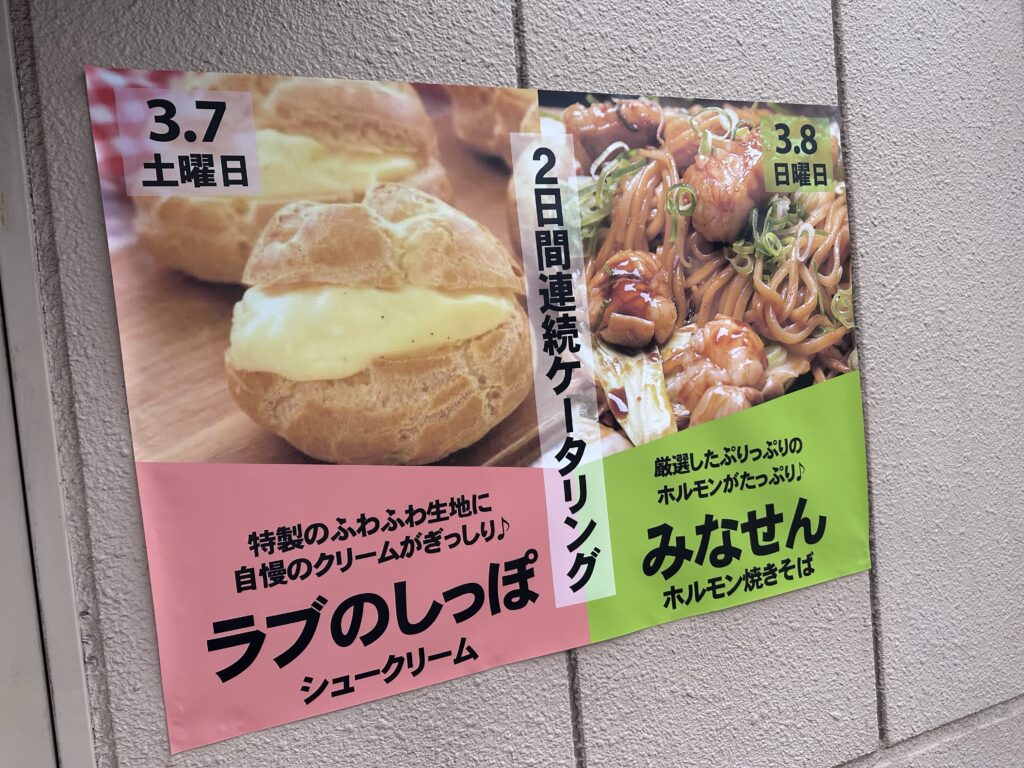 3.7
土曜日
2日間連続ケータリング
3.8
日曜日
特製のふわふわ生地に
自慢のクリームがぎっしり♪
ラブのしっぽ
シュークリーム
厳選したぷりっぷりの
ホルモンがたっぷり♪
みなせん
ホルモン焼きそば